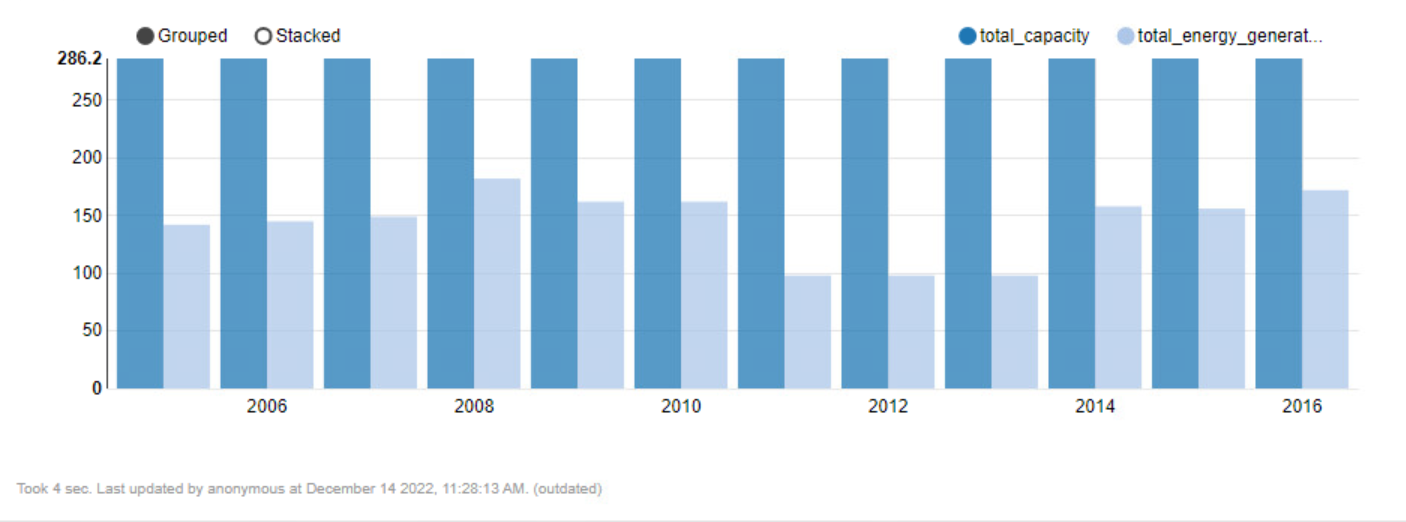 Grouped Stacked total_capacity total_energy_generat...
286.2
250
200
150
100
50
0
2006 2008 2010 2012 2014 2016
Took 4 sec. Last updated by anonymous at December 14 2022, 11:28:13 AM. (outdated)